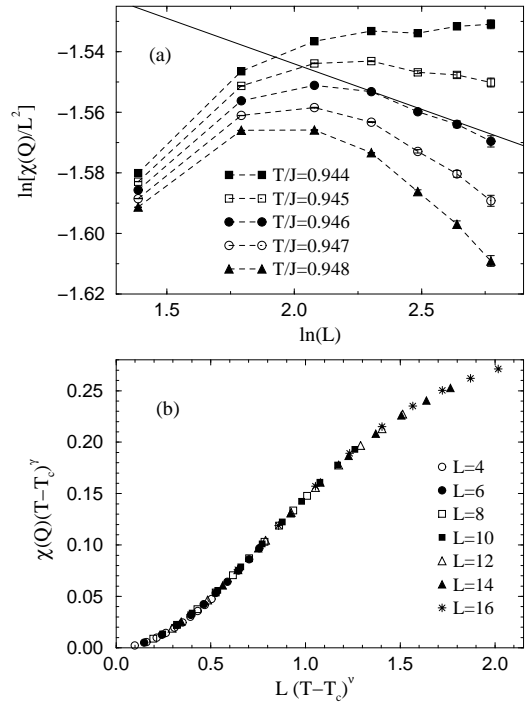 (a)
ln[χ(Q)/L²]
−1.54
−1.56
−1.58
−1.60
−1.62
T/J=0.944
T/J=0.945
T/J=0.946
T/J=0.947
T/J=0.948
1.5 2.0 2.5
ln(L)
(b)
χ(Q)(T−T_c)^γ
0.25
0.20
0.15
0.10
0.05
0.00
L=4
L=6
L=8
L=10
L=12
L=14
L=16
0.0 0.5 1.0 1.5 2.0
L (T−T_c)^ν